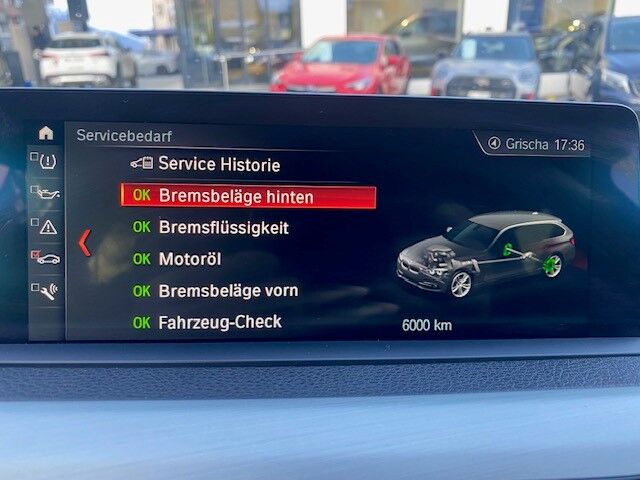 Servicebedarf
Grischa 17:36
Service Historie
OK Bremsbeläge hinten
OK Bremsflüssigkeit
OK Motoröl
OK Bremsbeläge vorn
OK Fahrzeug-Check
6000 km